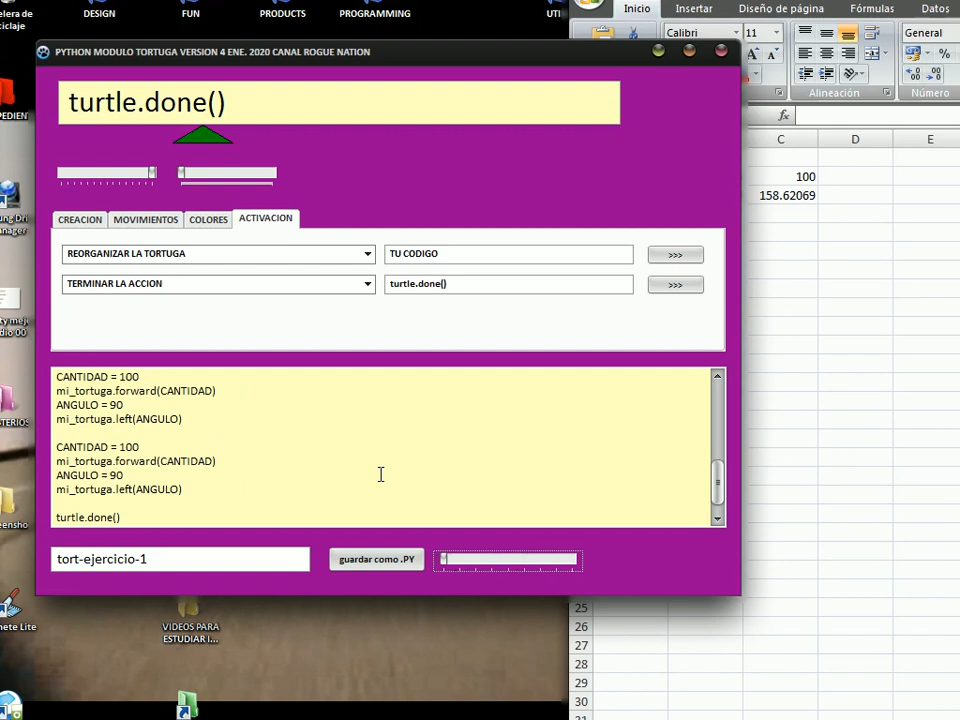 DESIGN
FUN
PRODUCTS
PROGRAMMING
Inicio
Insertar
Diseño de página
Fórmulas
Datos
Calibri
11
General
Alineación
Número
PYTHON MODULO TORTUGA VERSION 4 ENE. 2020 CANAL ROGUE NATION
turtle.done()
fx
C
D
E
100
158.62069
CREACION
MOVIMIENTOS
COLORES
ACTIVACION
REORGANIZAR LA TORTUGA
TU CODIGO
>>>
TERMINAR LA ACCION
turtle.done()
>>>
CANTIDAD = 100
mi_tortuga.forward(CANTIDAD)
ANGULO = 90
mi_tortuga.left(ANGULO)
CANTIDAD = 100
mi_tortuga.forward(CANTIDAD)
ANGULO = 90
mi_tortuga.left(ANGULO)
turtle.done()
tort-ejercicio-1
guardar como .PY
VIDEOS PARA
ESTUDIAR I...
25
26
27
28
29
30